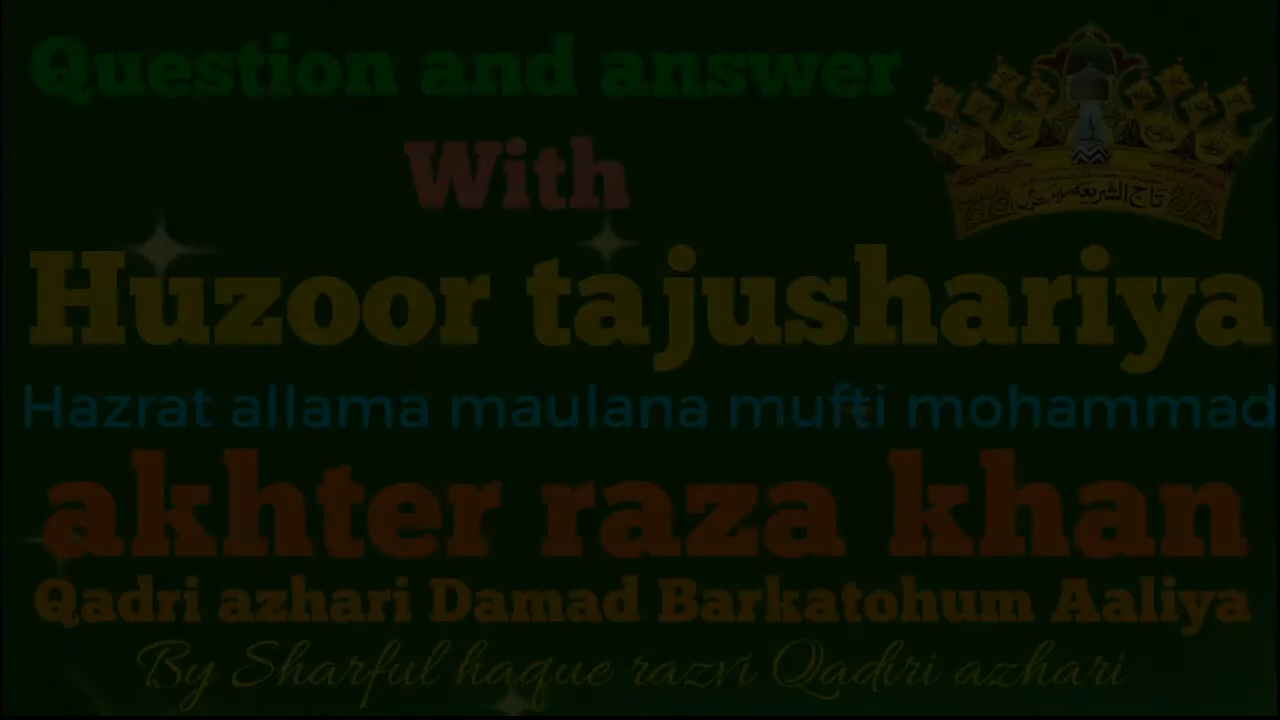 Question and answer
With
تاج الشریعہ
Huzoor tajushariya
Hazrat allama maulana mufti mohammad
akhter raza khan
Qadri azhari Damad Barkatohum Aaliya
By Sharful haque razvi Qadiri azhari